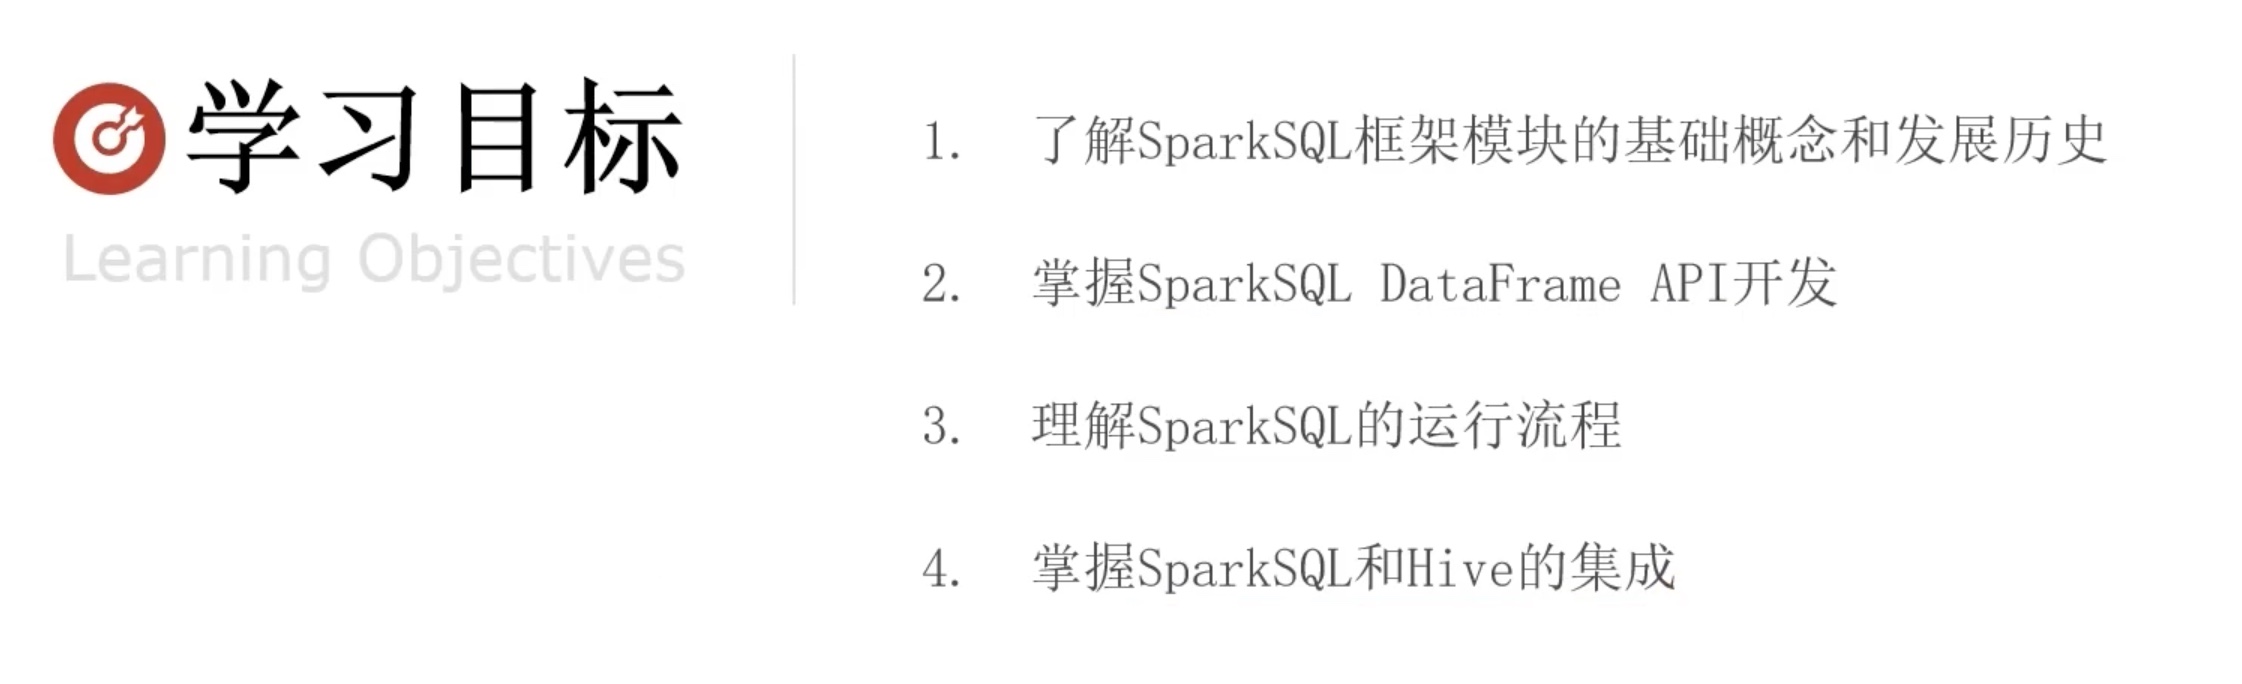 学习目标
Learning Objectives
1. 了解SparkSQL框架模块的基础概念和发展历史
2. 掌握SparkSQL DataFrame API开发
3. 理解SparkSQL的运行流程
4. 掌握SparkSQL和Hive的集成